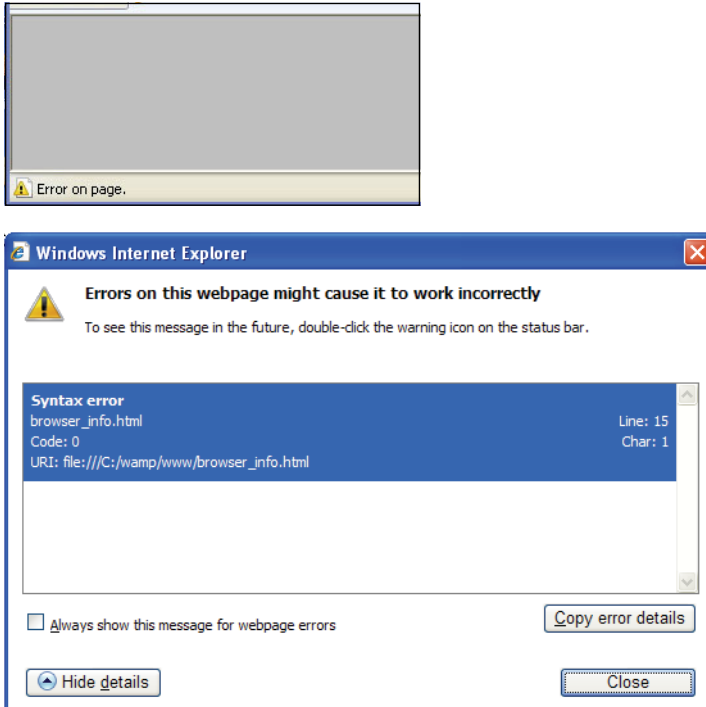 Error on page.
Windows Internet Explorer
Errors on this webpage might cause it to work incorrectly
To see this message in the future, double-click the warning icon on the status bar.
Syntax error
browser_info.html Line: 15
Code: 0 Char: 1
URI: file:///C:/wamp/www/browser_info.html
Always show this message for webpage errors Copy error details
Hide details Close